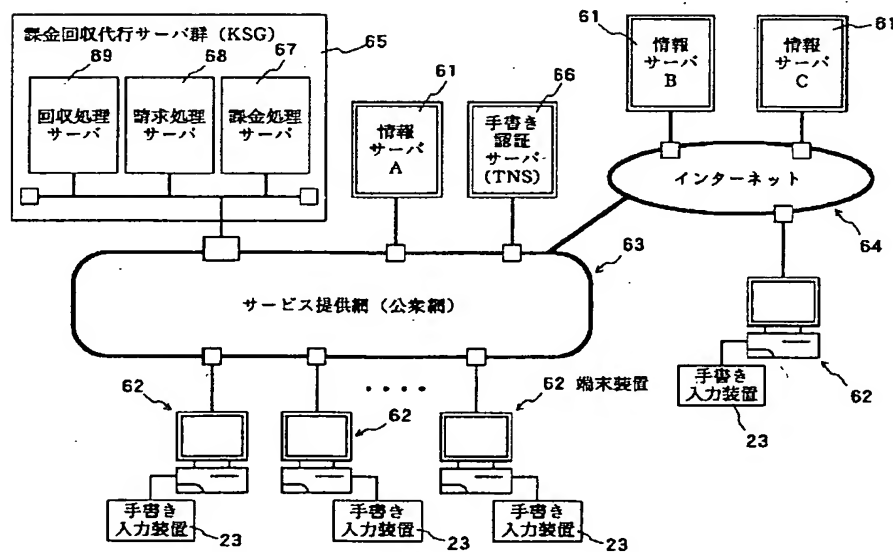 課金回収代行サーバ群(KSG)
65
69
68
67
回収処理
サーバ
請求処理
サーバ
課金処理
サーバ
61
情報
サーバ
A
66
手書き
認証
サーバ
(TNS)
61
情報
サーバ
B
61
情報
サーバ
C
インターネット
64
63
サービス提供網(公衆網)
62
62
62 端末装置
62
手書き
入力装置
23
手書き
入力装置
23
手書き
入力装置
23
手書き
入力装置
23